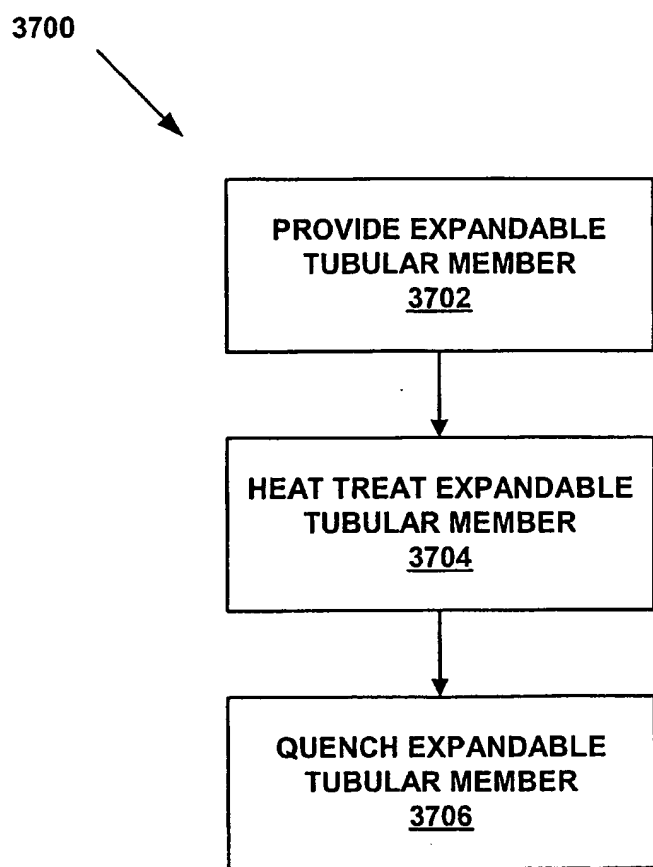 3700
PROVIDE EXPANDABLE
TUBULAR MEMBER
3702
HEAT TREAT EXPANDABLE
TUBULAR MEMBER
3704
QUENCH EXPANDABLE
TUBULAR MEMBER
3706